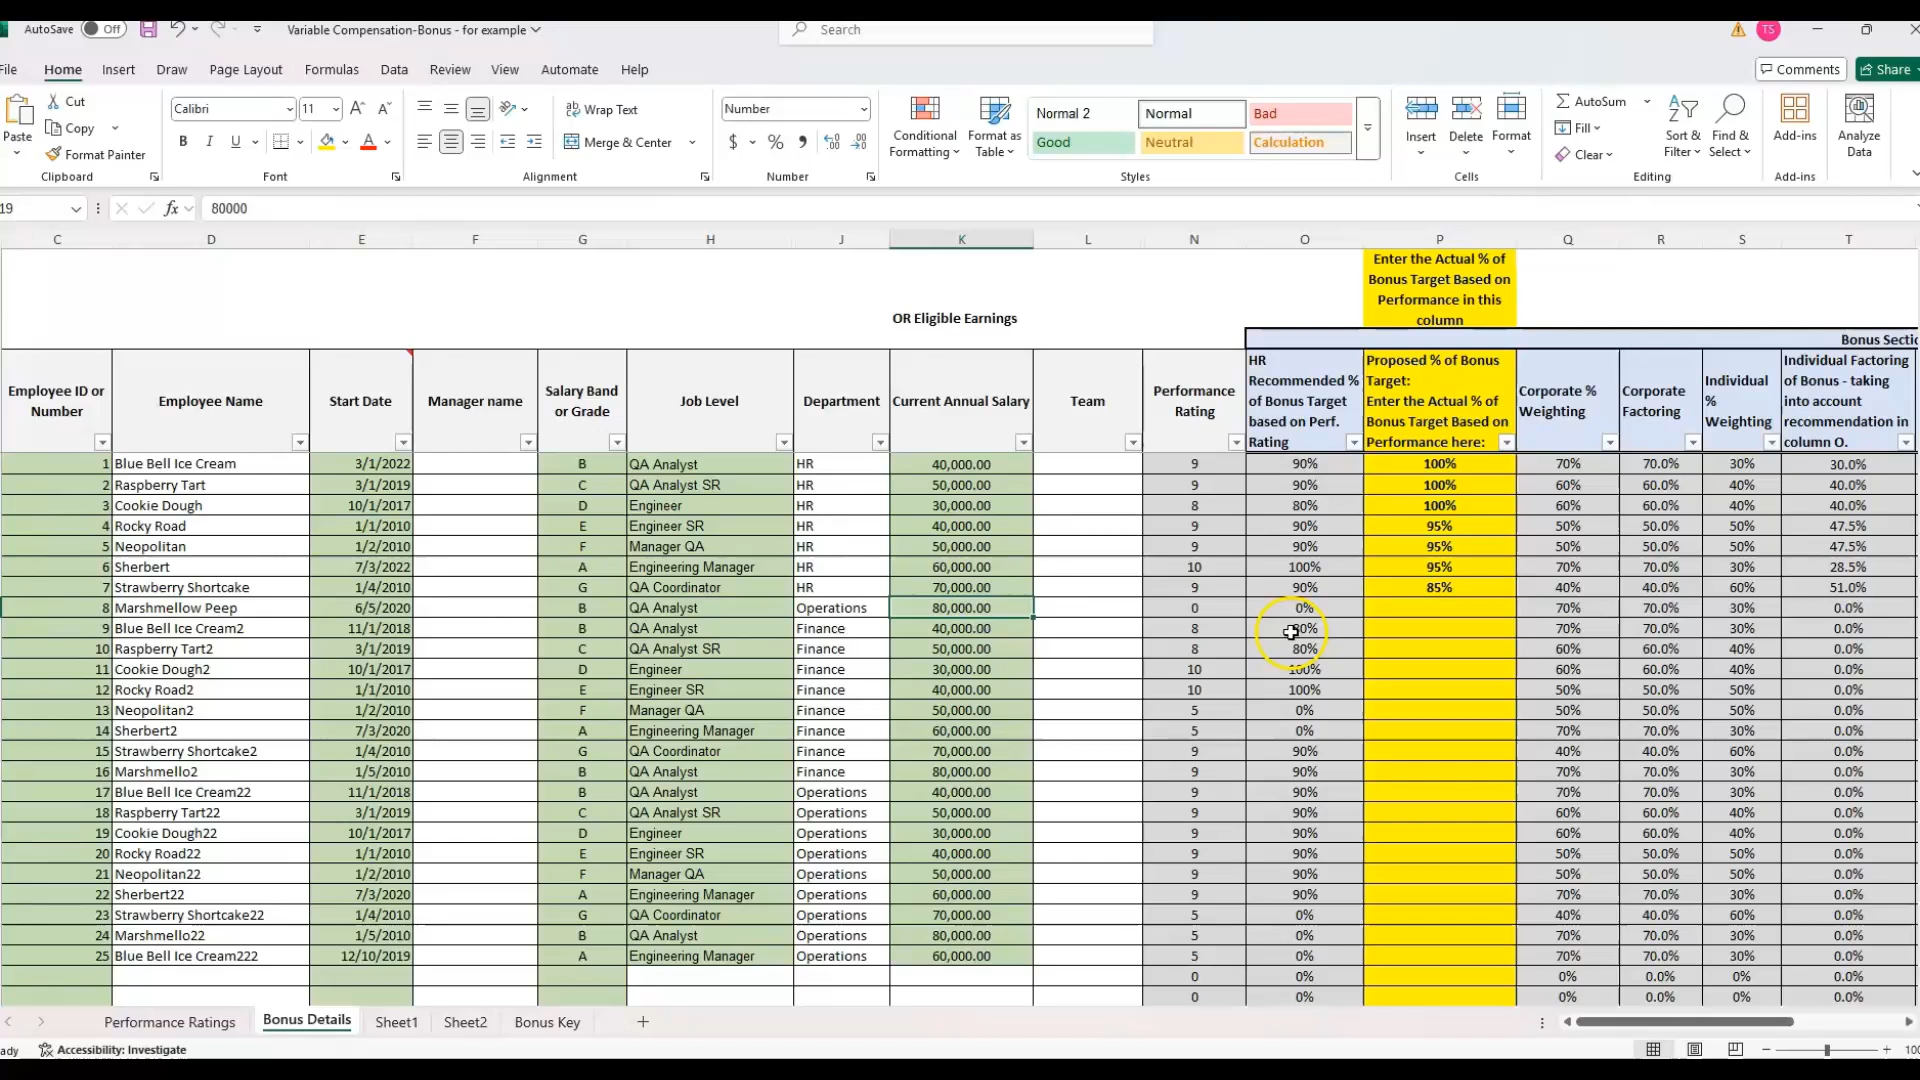 AutoSave Off Variable Compensation-Bonus - for example Search TS
File Home Insert Draw Page Layout Formulas Data Review View Automate Help Comments Share
Paste Cut Copy Format Painter Clipboard
Calibri 11 B I U Font
Wrap Text Merge & Center Alignment
Number $ % Number
Conditional Formatting Format as Table Normal 2 Normal Bad Good Neutral Calculation Styles
Insert Delete Format Cells
AutoSum Fill Clear Sort & Filter Find & Select Editing
Add-ins Add-ins Analyze Data
19 fx 80000
C D E F G H J K L N O P Q R S T
Enter the Actual % of
Bonus Target Based on
Performance in this
column
OR Eligible Earnings
Bonus Sectio
Employee ID or Number Employee Name Start Date Manager name Salary Band or Grade Job Level Department Current Annual Salary Team Performance Rating HR Recommended % of Bonus Target based on Perf. Rating Proposed % of Bonus Target: Enter the Actual % of Bonus Target Based on Performance here: Corporate % Weighting Corporate Factoring Individual % Weighting Individual Factoring of Bonus - taking into account recommendation in column O.
1 Blue Bell Ice Cream 3/1/2022 B QA Analyst HR 40,000.00 9 90% 100% 70% 70.0% 30% 30.0%
2 Raspberry Tart 3/1/2019 C QA Analyst SR HR 50,000.00 9 90% 100% 60% 60.0% 40% 40.0%
3 Cookie Dough 10/1/2017 D Engineer HR 30,000.00 8 80% 100% 60% 60.0% 40% 40.0%
4 Rocky Road 1/1/2010 E Engineer SR HR 40,000.00 9 90% 95% 50% 50.0% 50% 47.5%
5 Neopolitan 1/2/2010 F Manager QA HR 50,000.00 9 90% 95% 50% 50.0% 50% 47.5%
6 Sherbert 7/3/2022 A Engineering Manager HR 60,000.00 10 100% 95% 70% 70.0% 30% 28.5%
7 Strawberry Shortcake 1/4/2010 G QA Coordinator HR 70,000.00 9 90% 85% 40% 40.0% 60% 51.0%
8 Marshmellow Peep 6/5/2020 B QA Analyst Operations 80,000.00 0 0% 70% 70.0% 30% 0.0%
9 Blue Bell Ice Cream2 11/1/2018 B QA Analyst Finance 40,000.00 8 80% 70% 70.0% 30% 0.0%
10 Raspberry Tart2 3/1/2019 C QA Analyst SR Finance 50,000.00 8 80% 60% 60.0% 40% 0.0%
11 Cookie Dough2 10/1/2017 D Engineer Finance 30,000.00 10 100% 60% 60.0% 40% 0.0%
12 Rocky Road2 1/1/2010 E Engineer SR Finance 40,000.00 10 100% 50% 50.0% 50% 0.0%
13 Neopolitan2 1/2/2010 F Manager QA Finance 50,000.00 5 0% 50% 50.0% 50% 0.0%
14 Sherbert2 7/3/2020 A Engineering Manager Finance 60,000.00 5 0% 70% 70.0% 30% 0.0%
15 Strawberry Shortcake2 1/4/2010 G QA Coordinator Finance 70,000.00 9 90% 40% 40.0% 60% 0.0%
16 Marshmello2 1/5/2010 B QA Analyst Finance 80,000.00 9 90% 70% 70.0% 30% 0.0%
17 Blue Bell Ice Cream22 11/1/2018 B QA Analyst Operations 40,000.00 9 90% 70% 70.0% 30% 0.0%
18 Raspberry Tart22 3/1/2019 C QA Analyst SR Operations 50,000.00 9 90% 60% 60.0% 40% 0.0%
19 Cookie Dough22 10/1/2017 D Engineer Operations 30,000.00 9 90% 60% 60.0% 40% 0.0%
20 Rocky Road22 1/1/2010 E Engineer SR Operations 40,000.00 9 90% 50% 50.0% 50% 0.0%
21 Neopolitan22 1/2/2010 F Manager QA Operations 50,000.00 9 90% 50% 50.0% 50% 0.0%
22 Sherbert22 7/3/2020 A Engineering Manager Operations 60,000.00 9 90% 70% 70.0% 30% 0.0%
23 Strawberry Shortcake22 1/4/2010 G QA Coordinator Operations 70,000.00 5 0% 40% 40.0% 60% 0.0%
24 Marshmello22 1/5/2010 B QA Analyst Operations 80,000.00 5 0% 70% 70.0% 30% 0.0%
25 Blue Bell Ice Cream222 12/10/2019 A Engineering Manager Operations 60,000.00 5 0% 70% 70.0% 30% 0.0%
0 0% 0% 0.0% 0% 0.0%
0 0% 0% 0.0% 0% 0.0%
Performance Ratings Bonus Details Sheet1 Sheet2 Bonus Key
ady Accessibility: Investigate 100